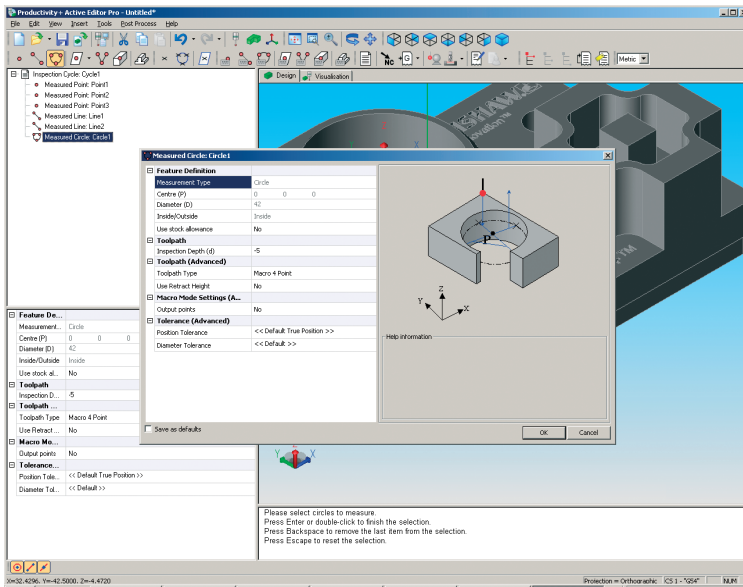 Productivity+ Active Editor Pro - Untitled*
File Edit View Insert Tools Post Process Help
NC +G Metric
Inspection Cycle: Cycle1
Measured Point: Point1
Measured Point: Point2
Measured Point: Point3
Measured Line: Line1
Measured Line: Line2
Measured Circle: Circle1
Design Visualisation
Z X
Measured Circle: Circle1
Feature Definition
Measurement Type Circle
Centre (P) 0 0 0
Diameter (D) 42
Inside/Outside Inside
Use stock allowance No
Toolpath
Inspection Depth (d) -5
Toolpath (Advanced)
Toolpath Type Macro 4 Point
Use Retract Height No
Macro Mode Settings (A...
Output points No
Tolerance (Advanced)
Position Tolerance << Default True Position >>
Diameter Tolerance << Default >>
P
Z
Y
X
Help information
Save as defaults
OK Cancel
Feature De...
Measurement... Circle
Centre (P) 0 0 0
Diameter (D) 42
Inside/Outside Inside
Use stock al... No
Toolpath
Inspection D... -5
Toolpath ...
Toolpath Type Macro 4 Point
Use Retract ... No
Macro Mo...
Output points No
Tolerance...
Position Tole... << Default True Position >>
Diameter Tol... << Default >>
Y Z X
Please select circles to measure.
Press Enter or double-click to finish the selection.
Press Backspace to remove the last item from the selection.
Press Escape to reset the selection.
X=32.4296, Y=-42.5000, Z=-4.4720
Projection = Orthographic CS 1 - "G54" NUM